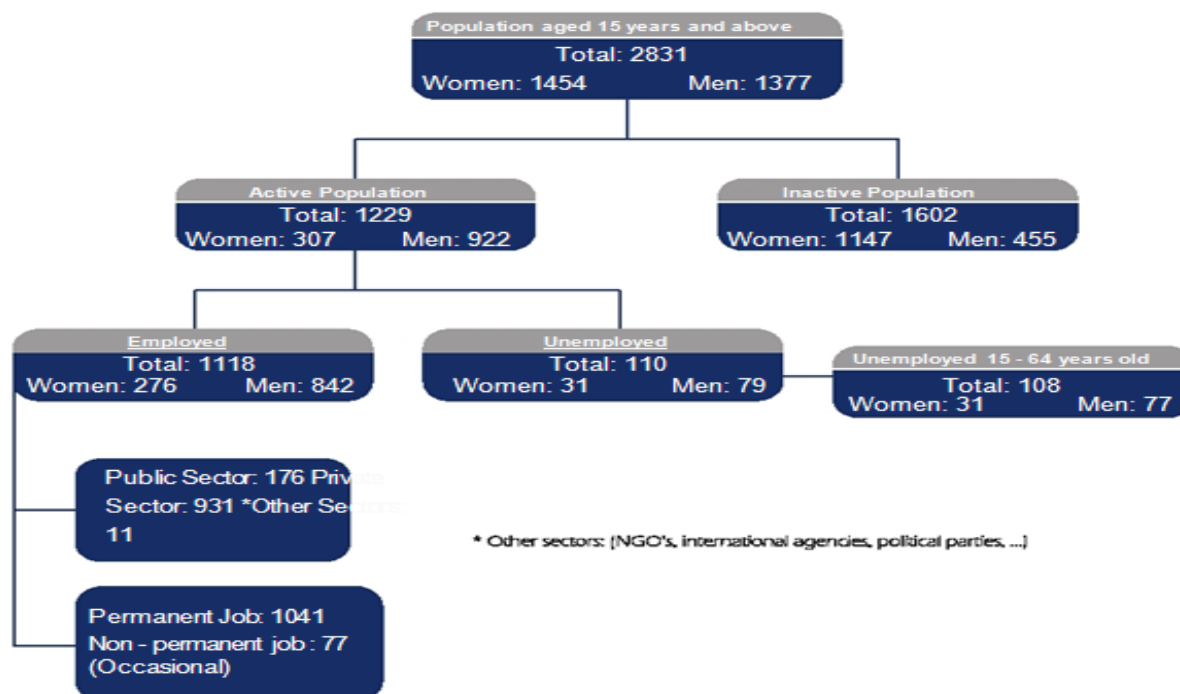 Population aged 15 years and above
Total: 2831
Women: 1454 Men: 1377
Active Population
Total: 1229
Women: 307 Men: 922
Inactive Population
Total: 1602
Women: 1147 Men: 455
Employed
Total: 1118
Women: 276 Men: 842
Unemployed
Total: 110
Women: 31 Men: 79
Unemployed 15 - 64 years old
Total: 108
Women: 31 Men: 77
Public Sector: 176 Private
Sector: 931 *Other Sectors
11
* Other sectors: (NGO's, international agencies, political parties, ...)
Permanent Job: 1041
Non - permanent job : 77
(Occasional)